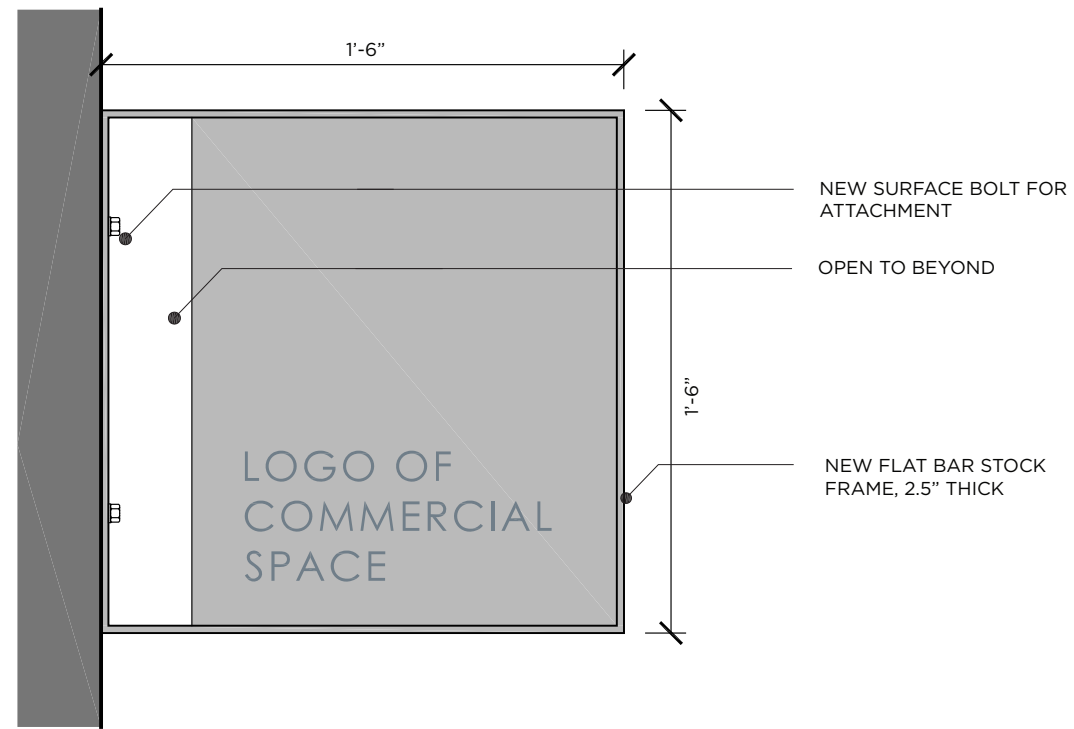 1’-6”
NEW SURFACE BOLT FOR
ATTACHMENT
OPEN TO BEYOND
1’-6”
LOGO OF
COMMERCIAL
SPACE
NEW FLAT BAR STOCK
FRAME, 2.5” THICK